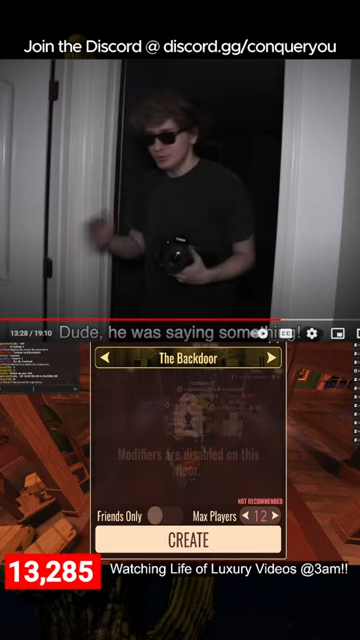 Join the Discord @ discord.gg/conqueryou
13:28 / 19:10
Dude, he was saying something!
The Backdoor
Modifiers are disabled on this
floor.
NOT RECOMMENDED
Friends Only
Max Players
12
CREATE
13,285
Watching Life of Luxury Videos @3am!!